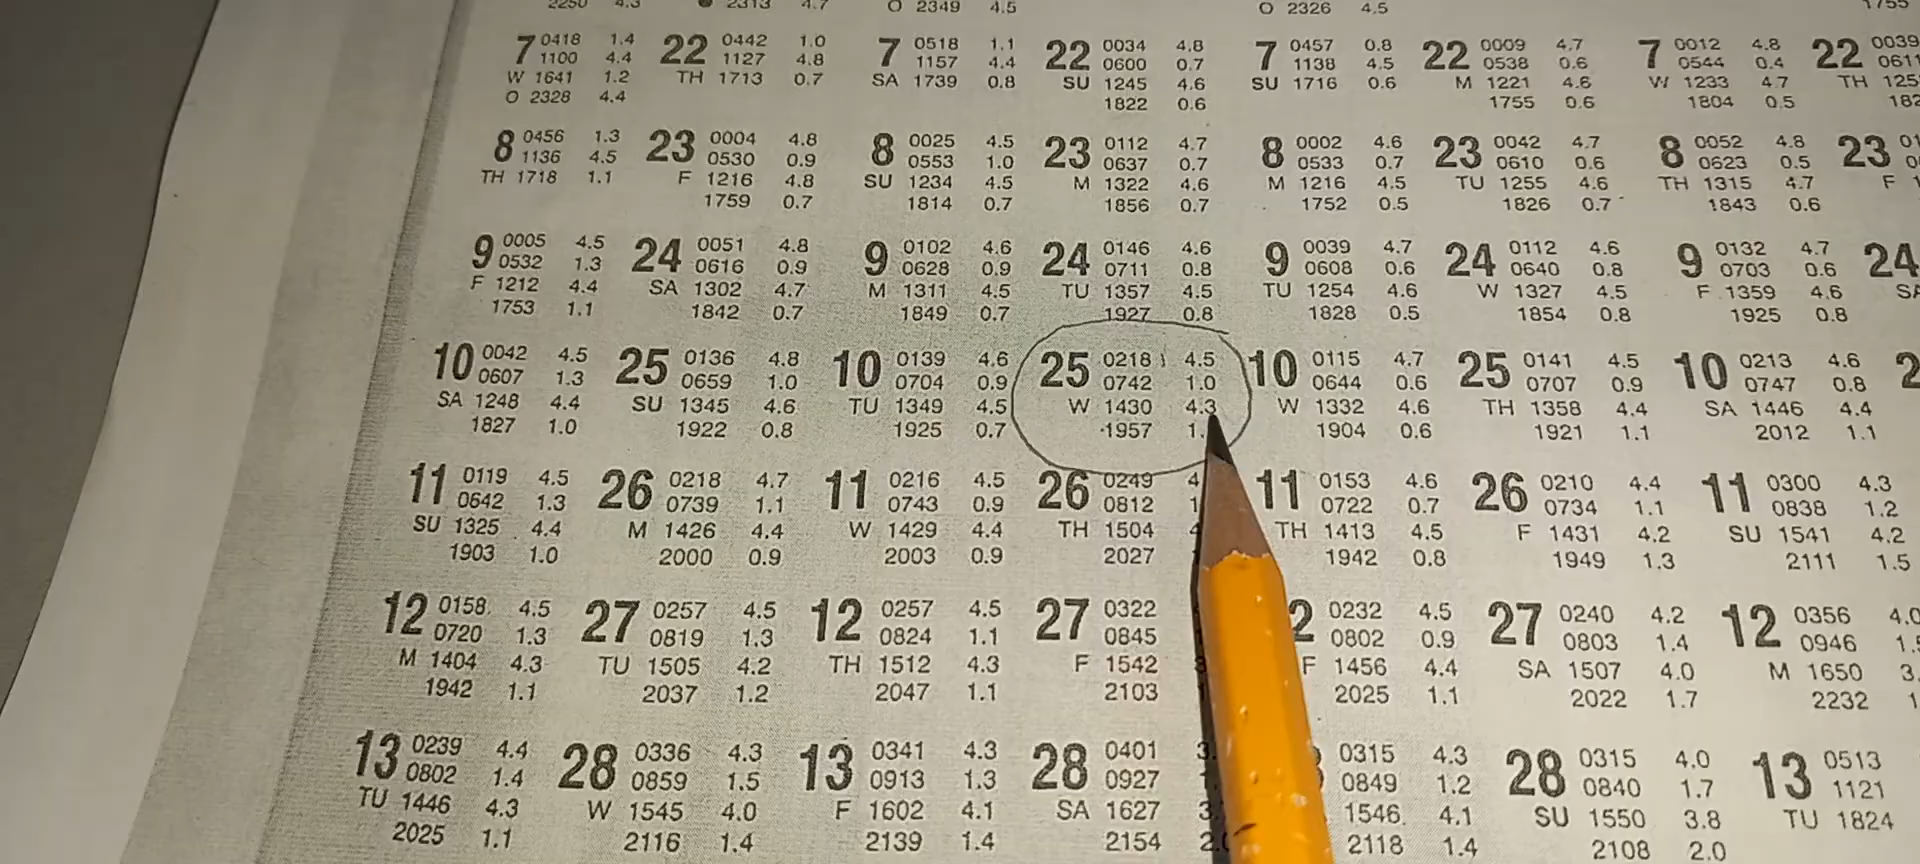 2250 4.3 2313 4.7 O 2349 4.5 O 2326 4.5 1755
7 0418 1.4 22 0442 1.0 7 0518 1.1 22 0034 4.8 7 0457 0.8 22 0009 4.7 7 0012 4.8 22 0039
1100 4.4 1127 4.8 1157 4.4 0600 0.7 1138 4.5 0538 0.6 0544 0.4 0611
W 1641 1.2 TH 1713 0.7 SA 1739 0.8 SU 1245 4.6 SU 1716 0.6 M 1221 4.6 W 1233 4.7 TH
O 2328 4.4 1822 0.6 1755 0.6 1804 0.5
8 0456 1.3 23 0004 4.8 8 0025 4.5 23 0112 4.7 8 0002 4.6 23 0042 4.7 8 0052 4.8 23
1136 4.5 0530 0.9 0553 1.0 0637 0.7 0533 0.7 0610 0.6 0623 0.5
TH 1718 1.1 F 1216 4.8 SU 1234 4.5 M 1322 4.6 M 1216 4.5 TU 1255 4.6 TH 1315 4.7 F
1759 0.7 1814 0.7 1856 0.7 1752 0.5 1826 0.7 1843 0.6
9 0005 4.5 24 0051 4.8 9 0102 4.6 24 0146 4.6 9 0039 4.7 24 0112 4.6 9 0132 4.7 24
0532 1.3 0616 0.9 0628 0.9 0711 0.8 0608 0.6 0640 0.8 0703 0.6
F 1212 4.4 SA 1302 4.7 M 1311 4.5 TU 1357 4.5 TU 1254 4.6 W 1327 4.5 F 1359 4.6 SA
1753 1.1 1842 0.7 1849 0.7 1927 0.8 1828 0.5 1854 0.8 1925 0.8
10 0042 4.5 25 0136 4.8 10 0139 4.6 25 0218 4.5 10 0115 4.7 25 0141 4.5 10 0213 4.6
0607 1.3 0659 1.0 0704 0.9 0742 1.0 0644 0.6 0707 0.9 0747 0.8
SA 1248 4.4 SU 1345 4.6 TU 1349 4.5 W 1430 4.3 W 1332 4.6 TH 1358 4.4 SA 1446 4.4
1827 1.0 1922 0.8 1925 0.7 1957 1904 0.6 1921 1.1 2012 1.1
11 0119 4.5 26 0218 4.7 11 0216 4.5 26 0249 11 0153 4.6 26 0210 4.4 11 0300 4.3
0642 1.3 0739 1.1 0743 0.9 0812 0722 0.7 0734 1.1 0838 1.2
SU 1325 4.4 M 1426 4.4 W 1429 4.4 TH 1504 TH 1413 4.5 F 1431 4.2 SU 1541 4.2
1903 1.0 2000 0.9 2003 0.9 2027 1942 0.8 1949 1.3 2111 1.5
12 0158 4.5 27 0257 4.5 12 0257 4.5 27 0322 0232 4.5 27 0240 4.2 12 0356 4.0
0720 1.3 0819 1.3 0824 1.1 0845 0802 0.9 0803 1.4 0946
M 1404 4.3 TU 1505 4.2 TH 1512 4.3 F 1542 F 1456 4.4 SA 1507 4.0 M 1650
1942 1.1 2037 1.2 2047 1.1 2103 2025 1.1 2022 1.7 2232
13 0239 4.4 28 0336 4.3 13 0341 4.3 28 0401 0315 4.3 28 0315 4.0 13 0513
0802 1.4 0859 1.5 0913 1.3 0927 0849 1.2 0840 1.7 1121
TU 1446 4.3 W 1545 4.0 F 1602 4.1 SA 1627 1546 4.1 SU 1550 3.8 TU 1824
2025 1.1 2116 1.4 2139 1.4 2154 2118 1.4 2108 2.0